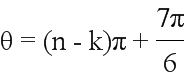 θ = (n - k)π + 7π/6